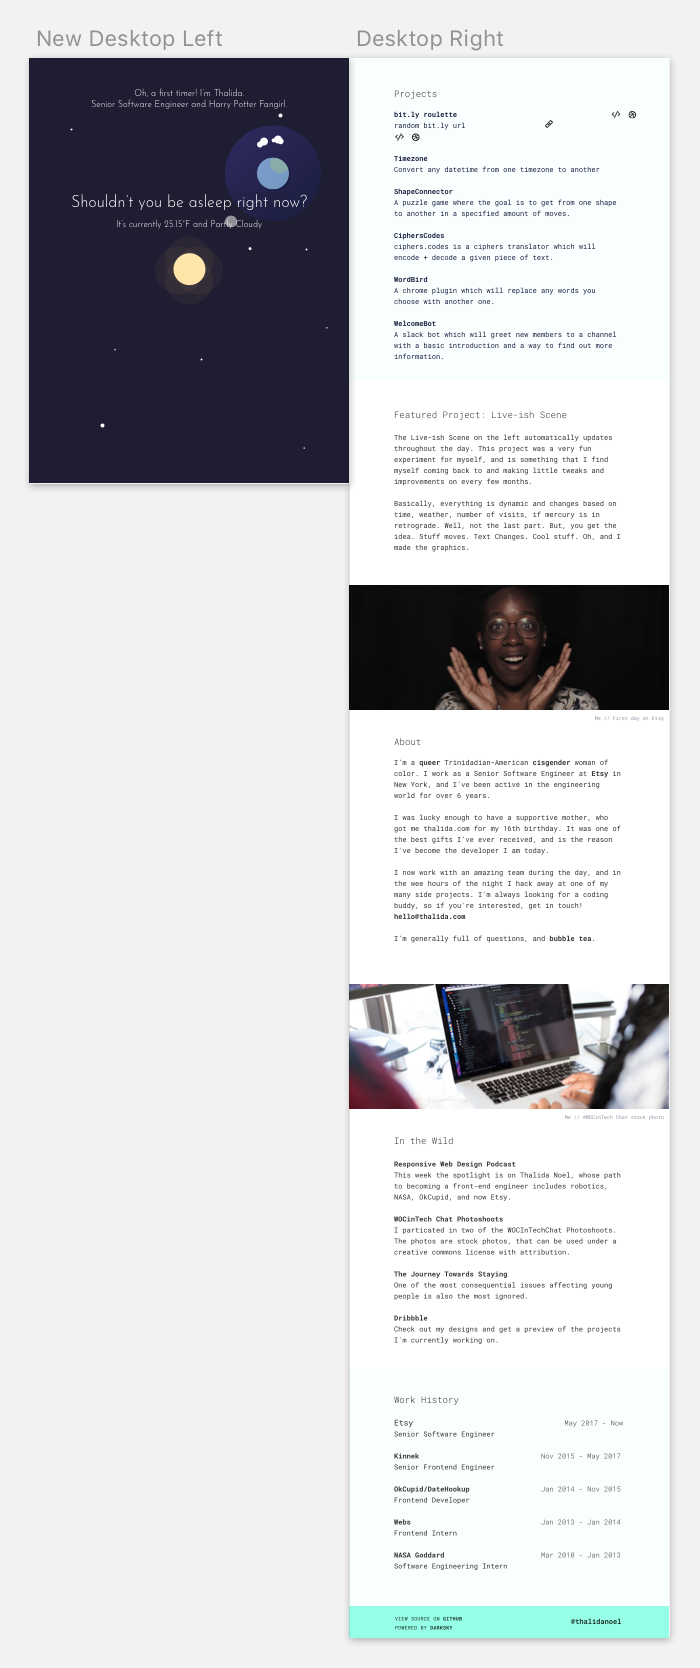 New Desktop Left
Desktop Right
Oh, a first timer! I'm Thalida.
Senior Software Engineer and Harry Potter Fangirl.
Shouldn't you be asleep right now?
It's currently 25.15°F and Partly Cloudy
Projects
bit.ly roulette
random bit.ly url
Timezone
Convert any datetime from one timezone to another
ShapeConnector
A puzzle game where the goal is to get from one shape
to another in a specified amount of moves.
CiphersCodes
ciphers.codes is a ciphers translator which will
encode + decode a given piece of text.
WordBird
A chrome plugin which will replace any words you
choose with another one.
WelcomeBot
A slack bot which will greet new members to a channel
with a basic introduction and a way to find out more
information.
Featured Project: Live-ish Scene
The Live-ish Scene on the left automatically updates
throughout the day. This project was a very fun
experiment for myself, and is something that I find
myself coming back to and making little tweaks and
improvements on every few months.
Basically, everything is dynamic and changes based on
time, weather, number of visits, if mercury is in
retrograde. Well, not the last part. But, you get the
idea. Stuff moves. Text Changes. Cool stuff. Oh, and I
made the graphics.
Me // First day at Etsy
About
I'm a queer Trinidadian-American cisgender woman of
color. I work as a Senior Software Engineer at Etsy in
New York, and I've been active in the engineering
world for over 6 years.
I was lucky enough to have a supportive mother, who
got me thalida.com for my 16th birthday. It was one of
the best gifts I've ever received, and is the reason
I've become the developer I am today.
I now work with an amazing team during the day, and in
the wee hours of the night I hack away at one of my
many side projects. I'm always looking for a coding
buddy, so if you're interested, get in touch!
hello@thalida.com
I'm generally full of questions, and bubble tea.
Me // #WOCinTech Chat stock photo
In the Wild
Responsive Web Design Podcast
This week the spotlight is on Thalida Noel, whose path
to becoming a front-end engineer includes robotics,
NASA, OkCupid, and now Etsy.
WOCinTech Chat Photoshoots
I particated in two of the WOCInTechChat Photoshoots.
The photos are stock photos, that can be used under a
creative commons license with attribution.
The Journey Towards Staying
One of the most consequential issues affecting young
people is also the most ignored.
Dribbble
Check out my designs and get a preview of the projects
I'm currently working on.
Work History
Etsy May 2017 - Now
Senior Software Engineer
Kinnek Nov 2015 - May 2017
Senior Frontend Engineer
OkCupid/DateHookup Jan 2014 - Nov 2015
Frontend Developer
Webs Jan 2013 - Jan 2014
Frontend Intern
NASA Goddard Mar 2010 - Jan 2013
Software Engineering Intern
VIEW SOURCE ON GITHUB
POWERED BY DARKSKY
@thalidanoel